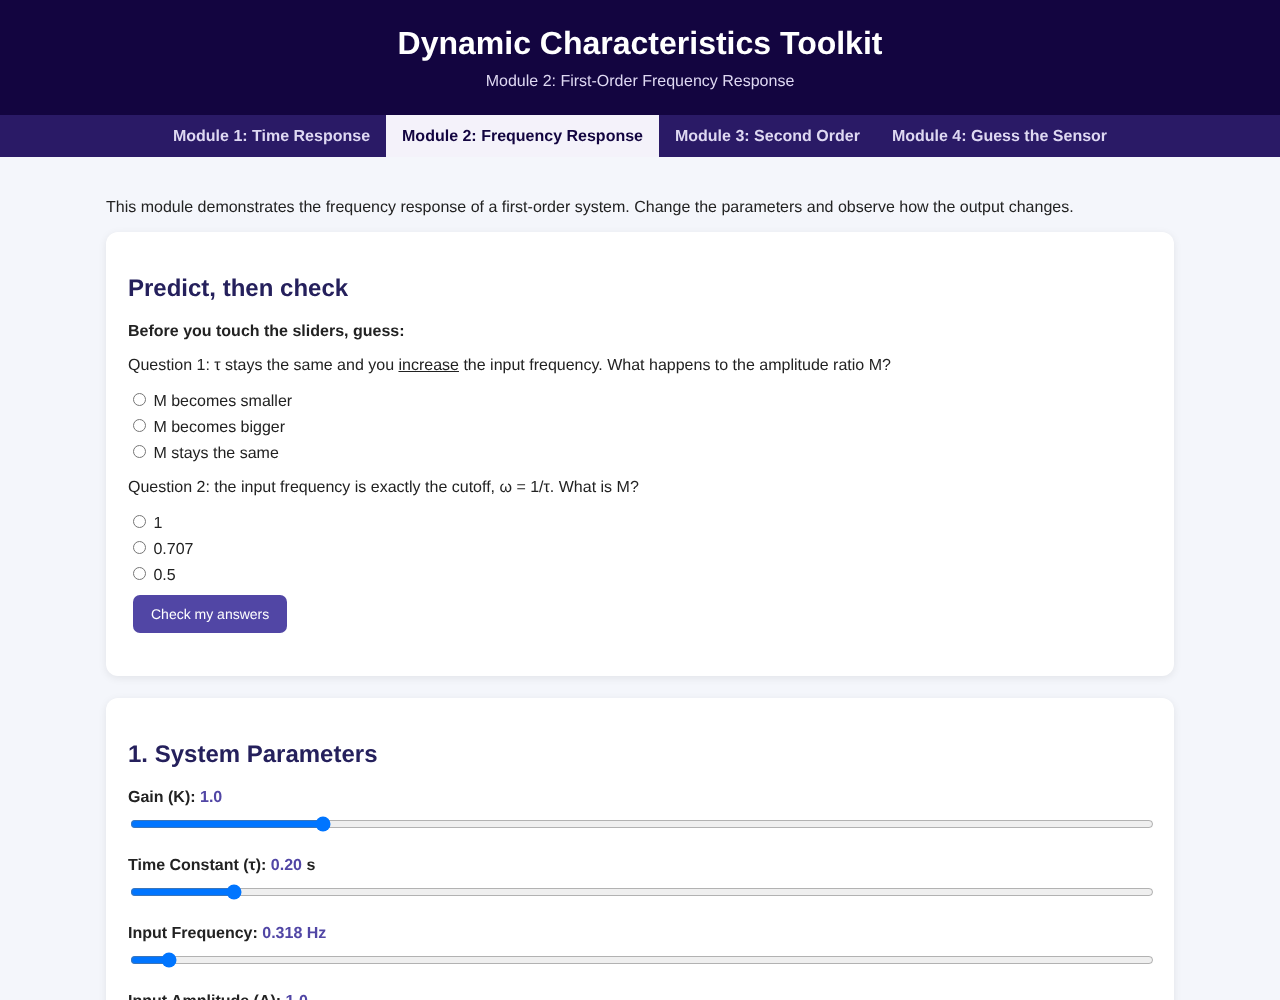 Dynamic Characteristics Toolkit
Module 2: First-Order Frequency Response
Module 1: Time Response
Module 2: Frequency Response
Module 3: Second Order
Module 4: Guess the Sensor
This module demonstrates the frequency response of a first-order system. Change the parameters and observe how the output changes.
Predict, then check
Before you touch the sliders, guess:
Question 1: τ stays the same and you increase the input frequency. What happens to the amplitude ratio M?
M becomes smaller
M becomes bigger
M stays the same
Question 2: the input frequency is exactly the cutoff, ω = 1/τ. What is M?
1
0.707
0.5
Check my answers
1. System Parameters
Gain (K): 1.0
Time Constant (τ): 0.20 s
Input Frequency: 0.318 Hz
Input Amplitude (A): 1.0